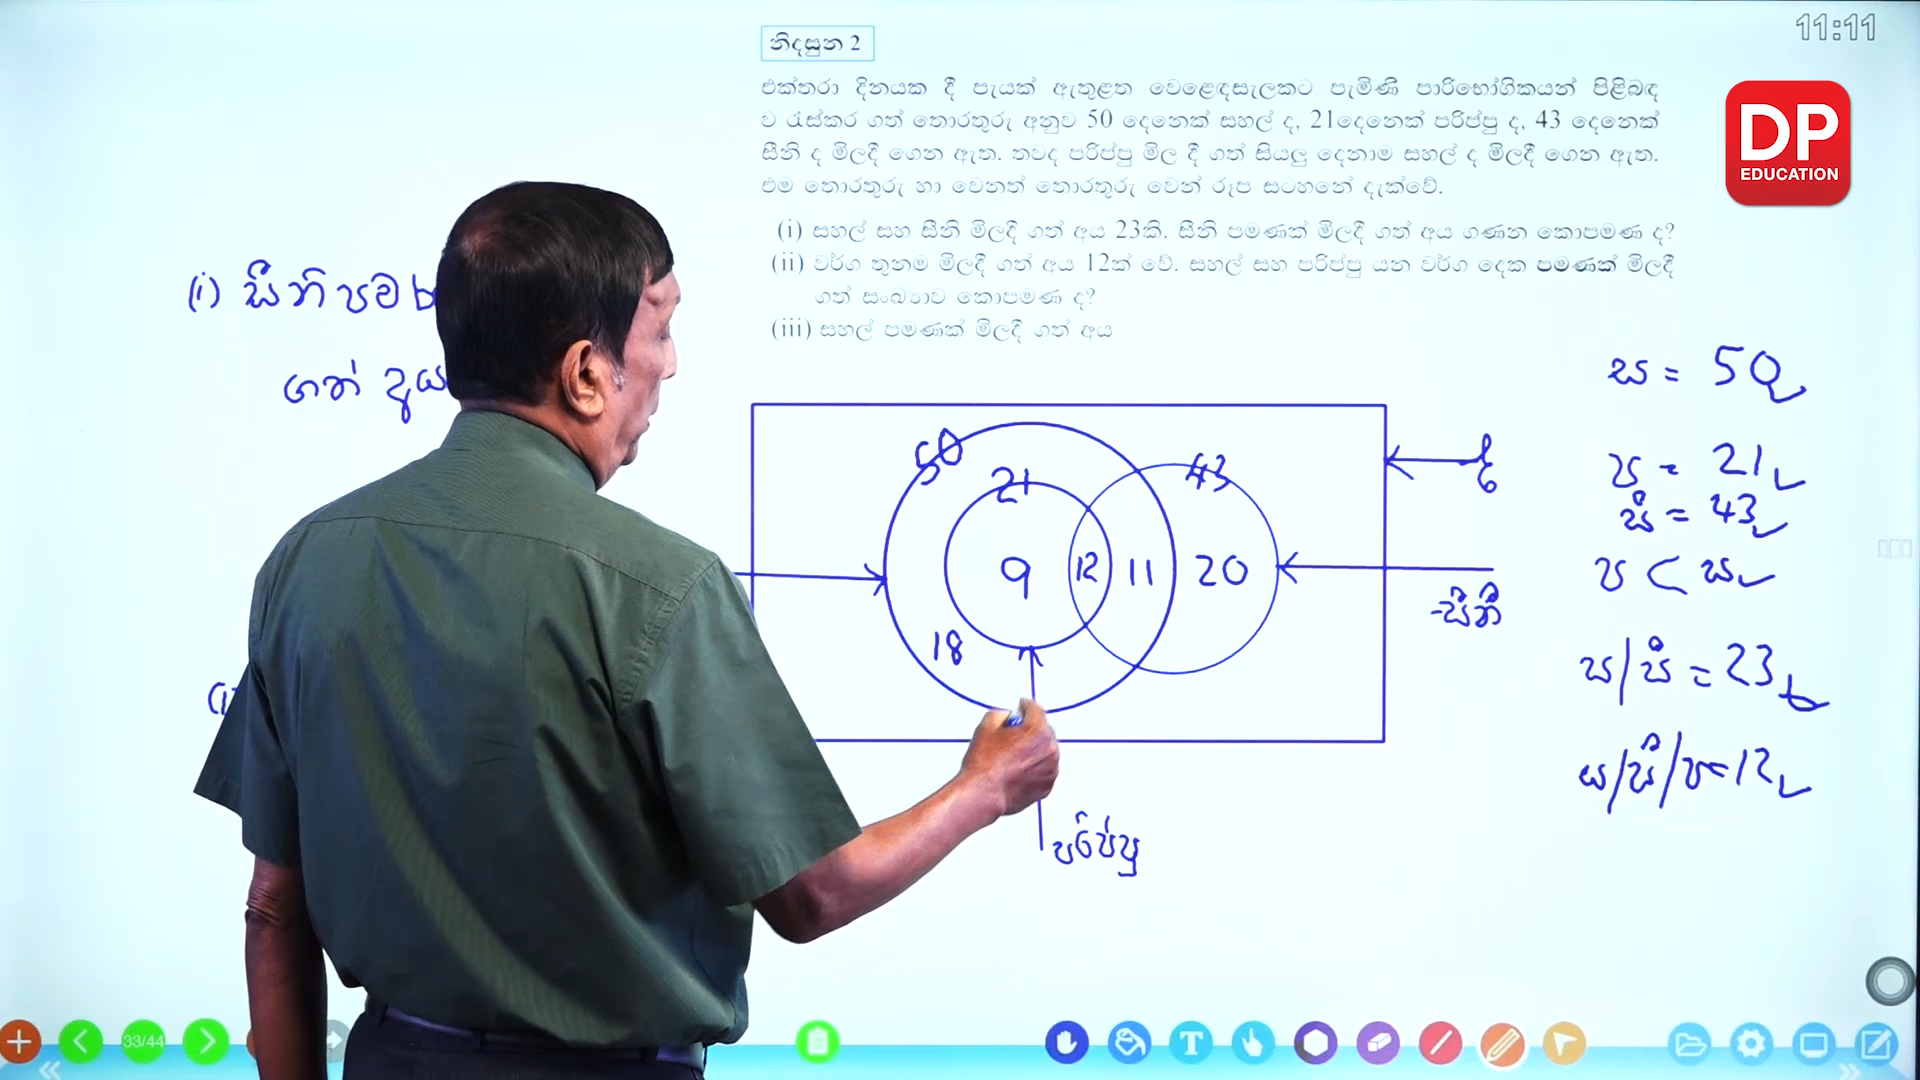 නිදසුන 2
11:11
එක්තරා දිනයක දී පැයක් ඇතුළත වෙළෙඳසැලකට පැමිණි පාරිභෝගිකයන් පිළිබඳ
ව රැස්කර ගත් තොරතුරු අනුව 50 දෙනෙක් සහල් ද, 21දෙනෙක් පරිප්පු ද, 43 දෙනෙක්
සීනි ද මිලදී ගෙන ඇත. තවද පරිප්පු මිල දී ගත් සියලු දෙනාම සහල් ද මිලදී ගෙන ඇත.
එම තොරතුරු හා වෙනත් තොරතුරු වෙන් රූප සටහනේ දැක්වේ.
DP
EDUCATION
(i) සහල් සහ සීනි මිලදී ගත් අය 23කි. සීනි පමණක් මිලදී ගත් අය ගණන කොපමණ ද?
(ii) වර්ග තුනම මිලදී ගත් අය 12ක් වේ. සහල් සහ පරිප්පු යන වර්ග දෙක පමණක් මිලදී
ගත් සංඛ්‍යාව කොපමණ ද?
(iii) සහල් පමණක් මිලදී ගත් අය
(i) සීනි පම
ගත් අය
50
21
43
9
12
11
20
18
සීනි
පරිප්පු
ස = 50
ප = 21
සී = 43
ප ⊂ ස
ස/සී = 23
ස/සී/ප = 12
33/44